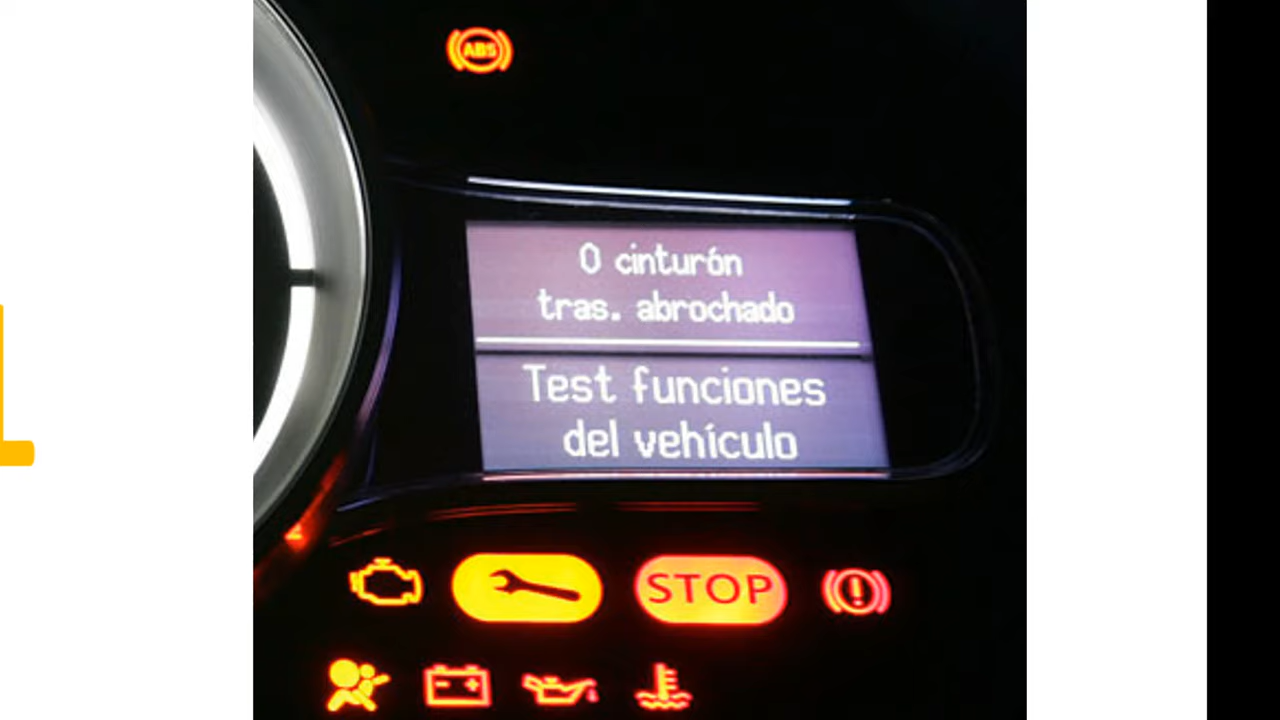 ABS
0 cinturón
tras. abrochado
Test funciones
del vehículo
STOP